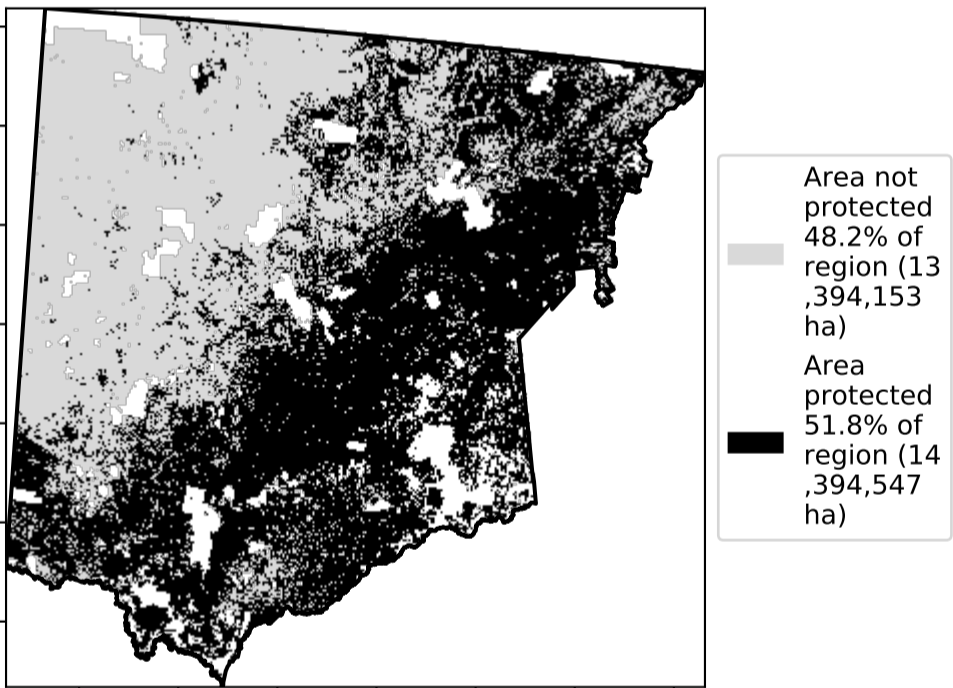 Area not
protected
48.2% of
region (13
,394,153
ha)
Area
protected
51.8% of
region (14
,394,547
ha)